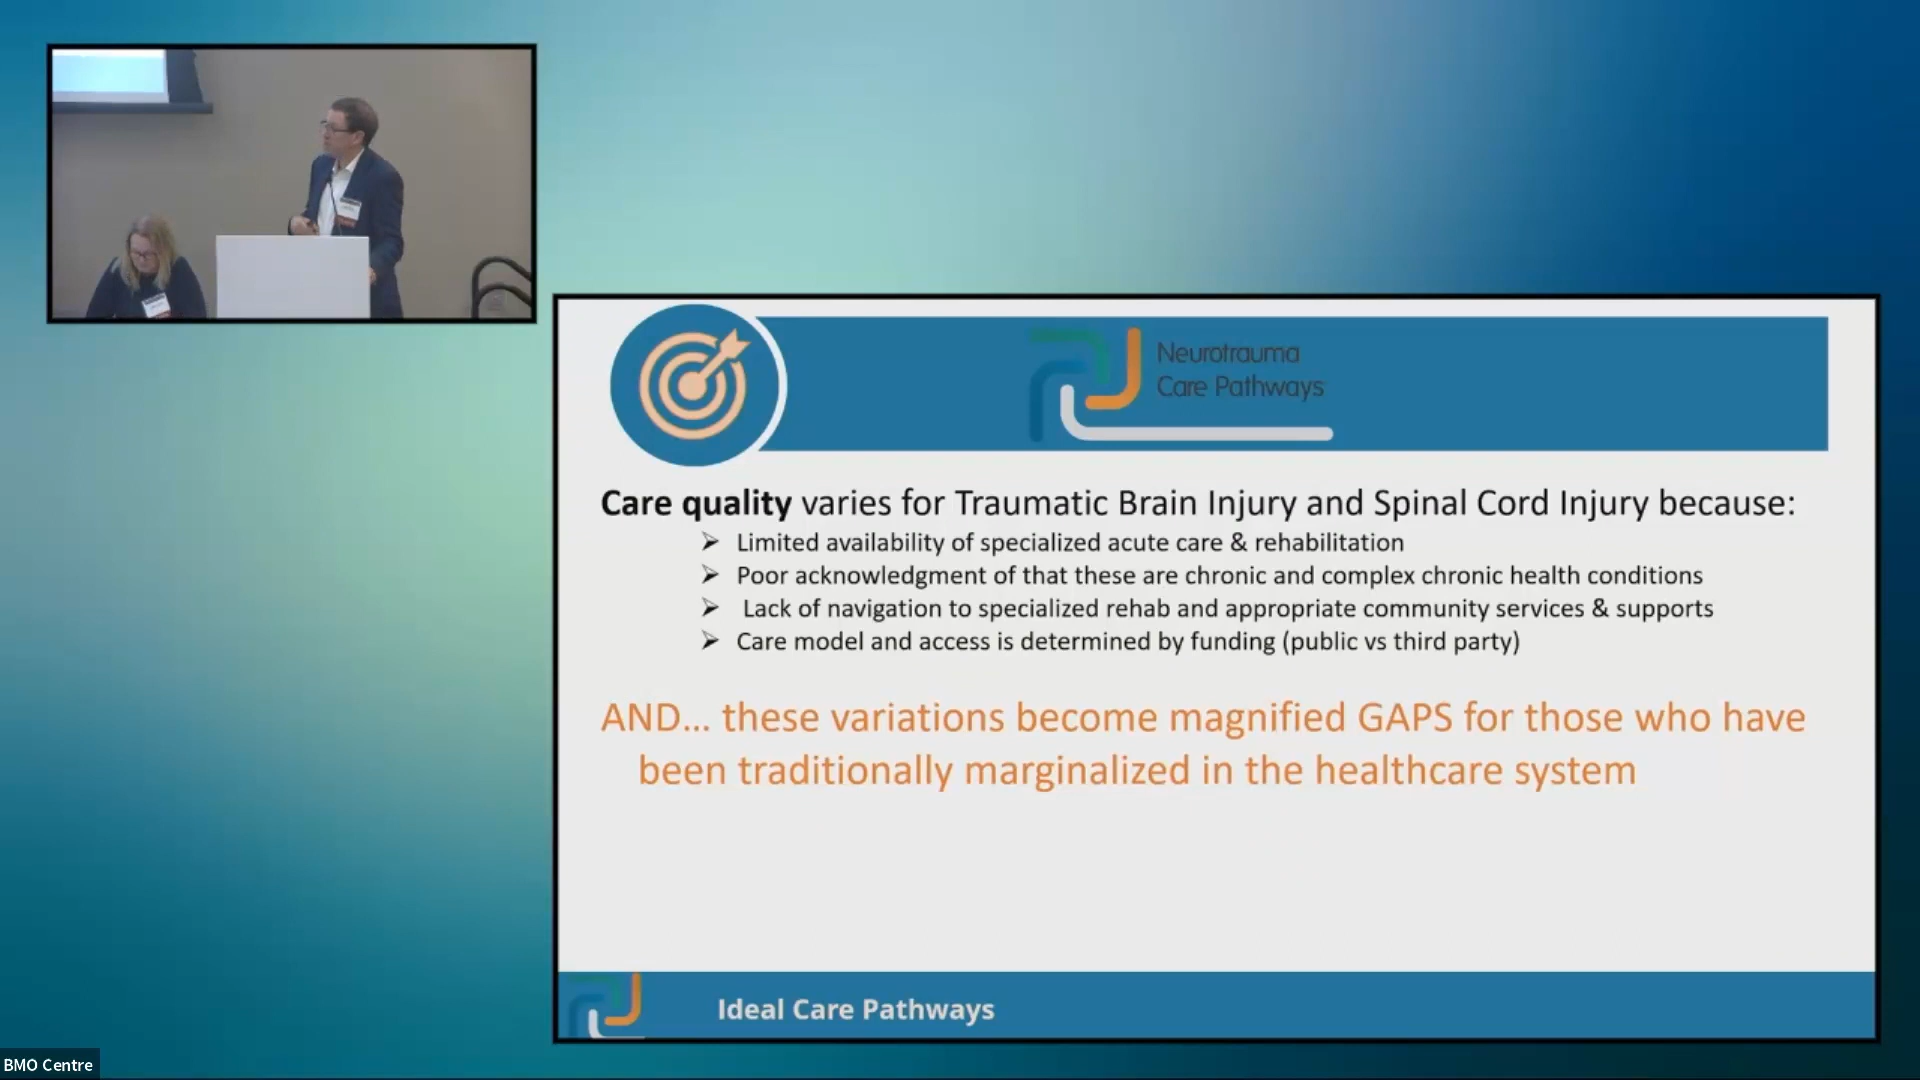 Neurotrauma
Care Pathways
Care quality varies for Traumatic Brain Injury and Spinal Cord Injury because:
➢ Limited availability of specialized acute care & rehabilitation
➢ Poor acknowledgment of that these are chronic and complex chronic health conditions
➢ Lack of navigation to specialized rehab and appropriate community services & supports
➢ Care model and access is determined by funding (public vs third party)
AND... these variations become magnified GAPS for those who have
been traditionally marginalized in the healthcare system
Ideal Care Pathways
BMO Centre